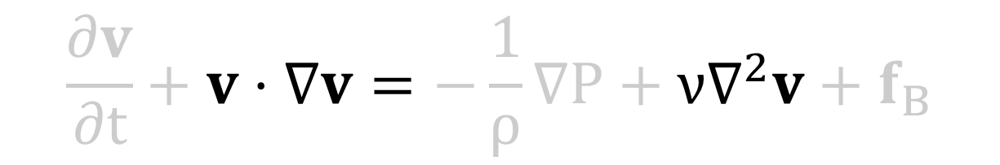 ∂v/∂t + v · ∇v = − 1/ρ ∇P + ν∇²v + f_B